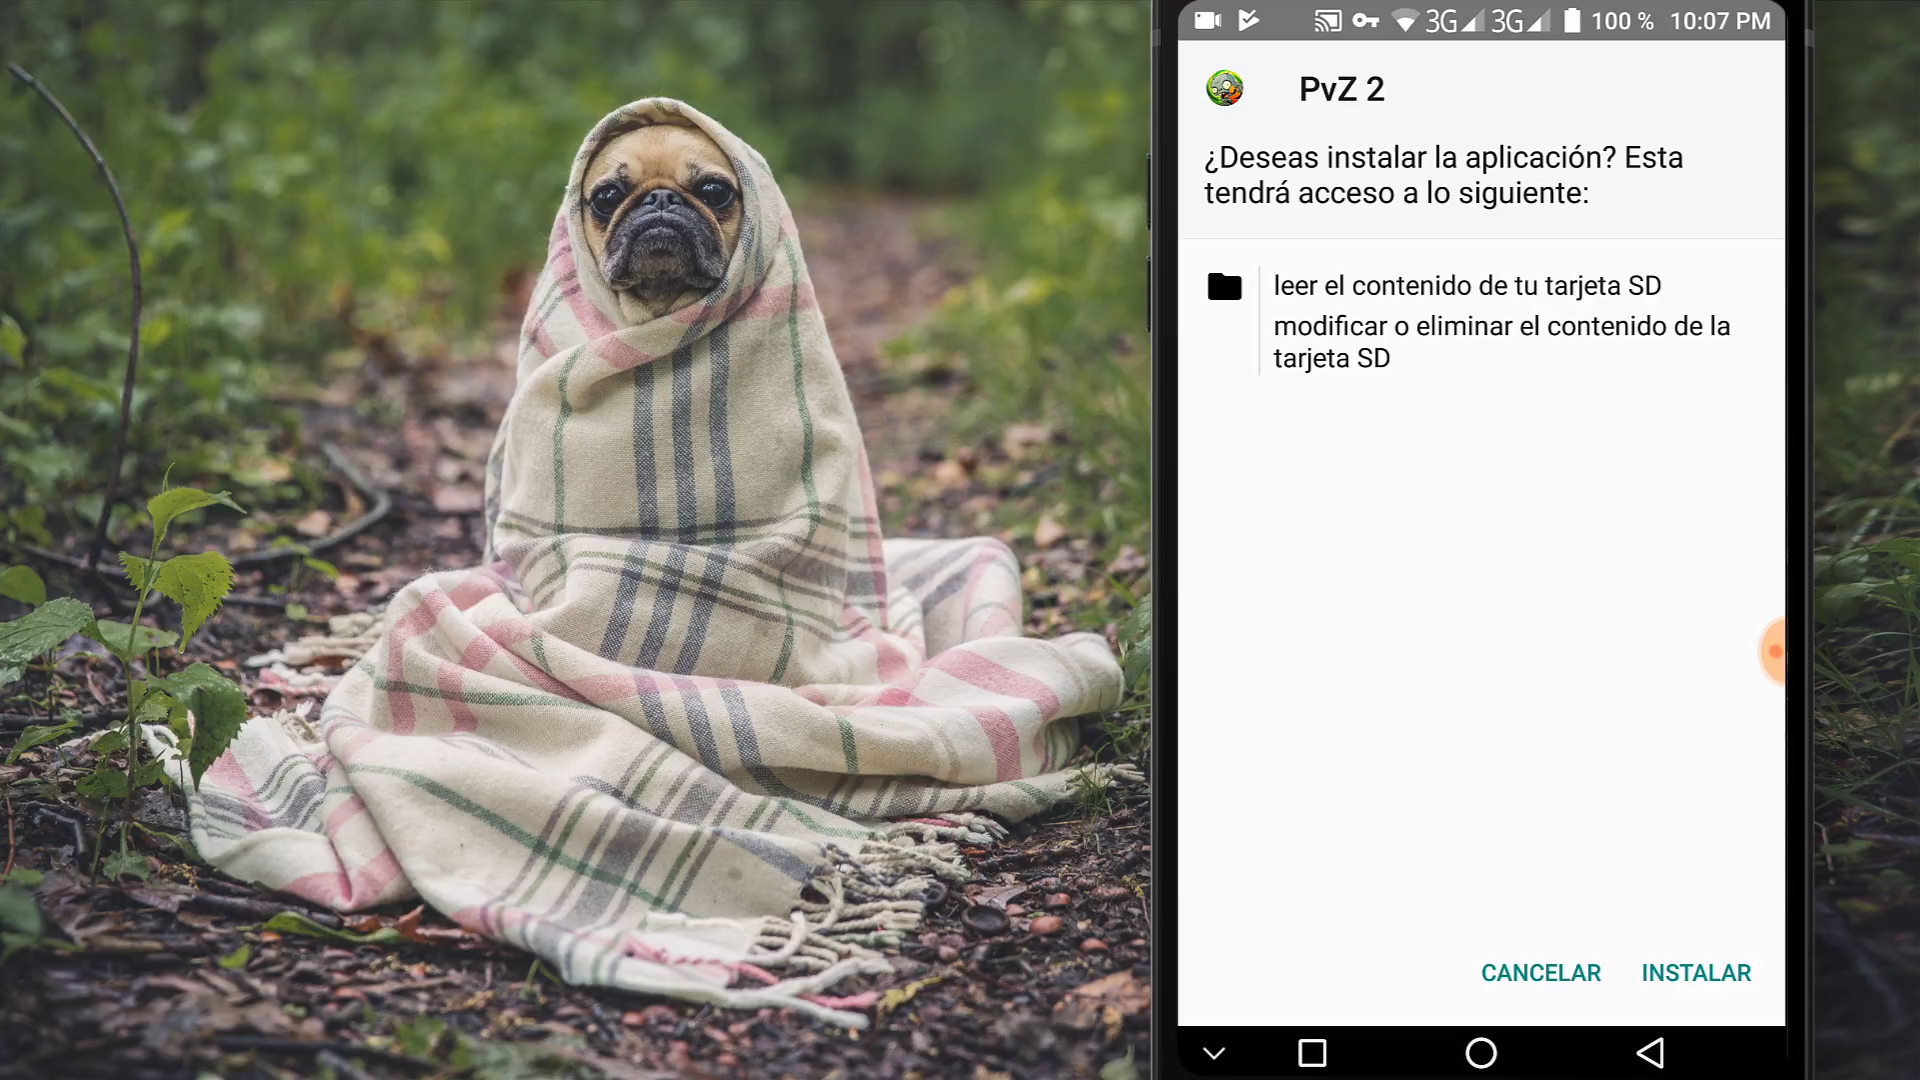 3G 3G 100 % 10:07 PM
PvZ 2
¿Deseas instalar la aplicación? Esta
tendrá acceso a lo siguiente:
leer el contenido de tu tarjeta SD
modificar o eliminar el contenido de la
tarjeta SD
CANCELAR INSTALAR